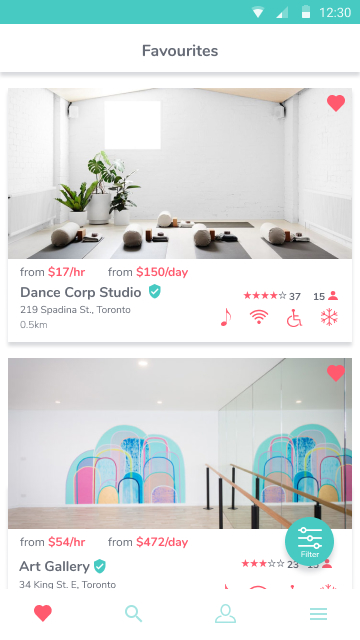 12:30
Favourites
from $17/hr from $150/day
Dance Corp Studio
37 15
219 Spadina St., Toronto
0.5km
from $54/hr from $472/day
Filter
Art Gallery
23
34 King St. E, Toronto